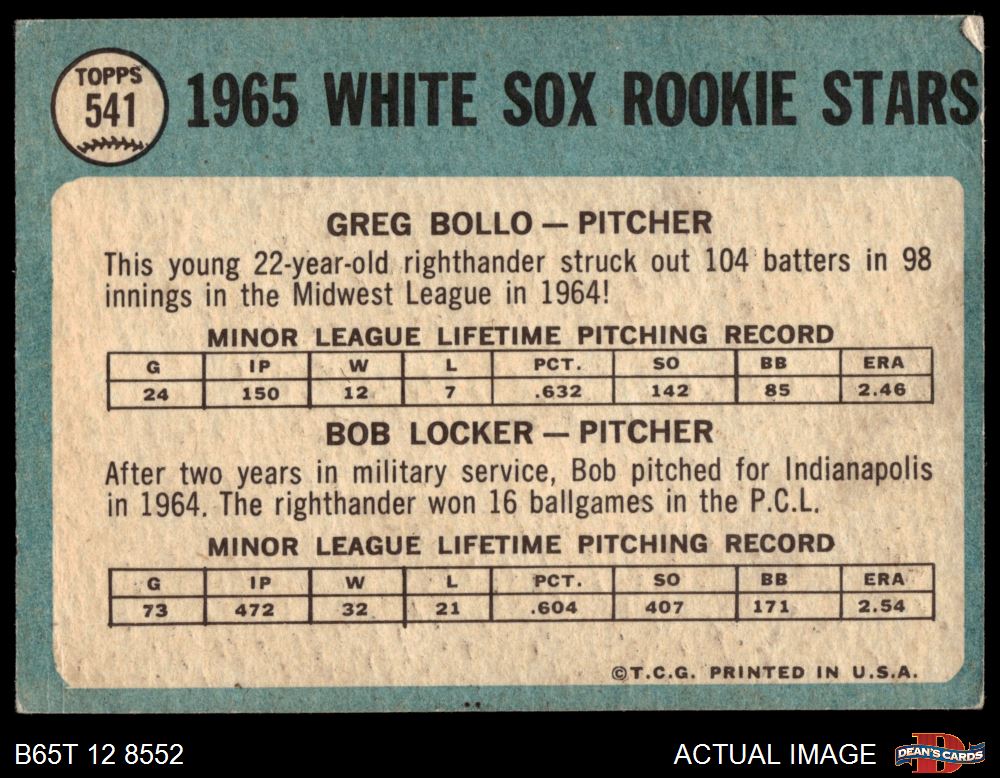 TOPPS
541
1965 WHITE SOX ROOKIE STARS
GREG BOLLO — PITCHER
This young 22-year-old righthander struck out 104 batters in 98
innings in the Midwest League in 1964!
MINOR LEAGUE LIFETIME PITCHING RECORD
G IP W L PCT. SO BB ERA
24 150 12 7 .632 142 85 2.46
BOB LOCKER — PITCHER
After two years in military service, Bob pitched for Indianapolis
in 1964. The righthander won 16 ballgames in the P.C.L.
MINOR LEAGUE LIFETIME PITCHING RECORD
G IP W L PCT. SO BB ERA
73 472 32 21 .604 407 171 2.54
©T.C.G. PRINTED IN U.S.A.
B65T 12 8552
ACTUAL IMAGE
DEAN'S CARDS